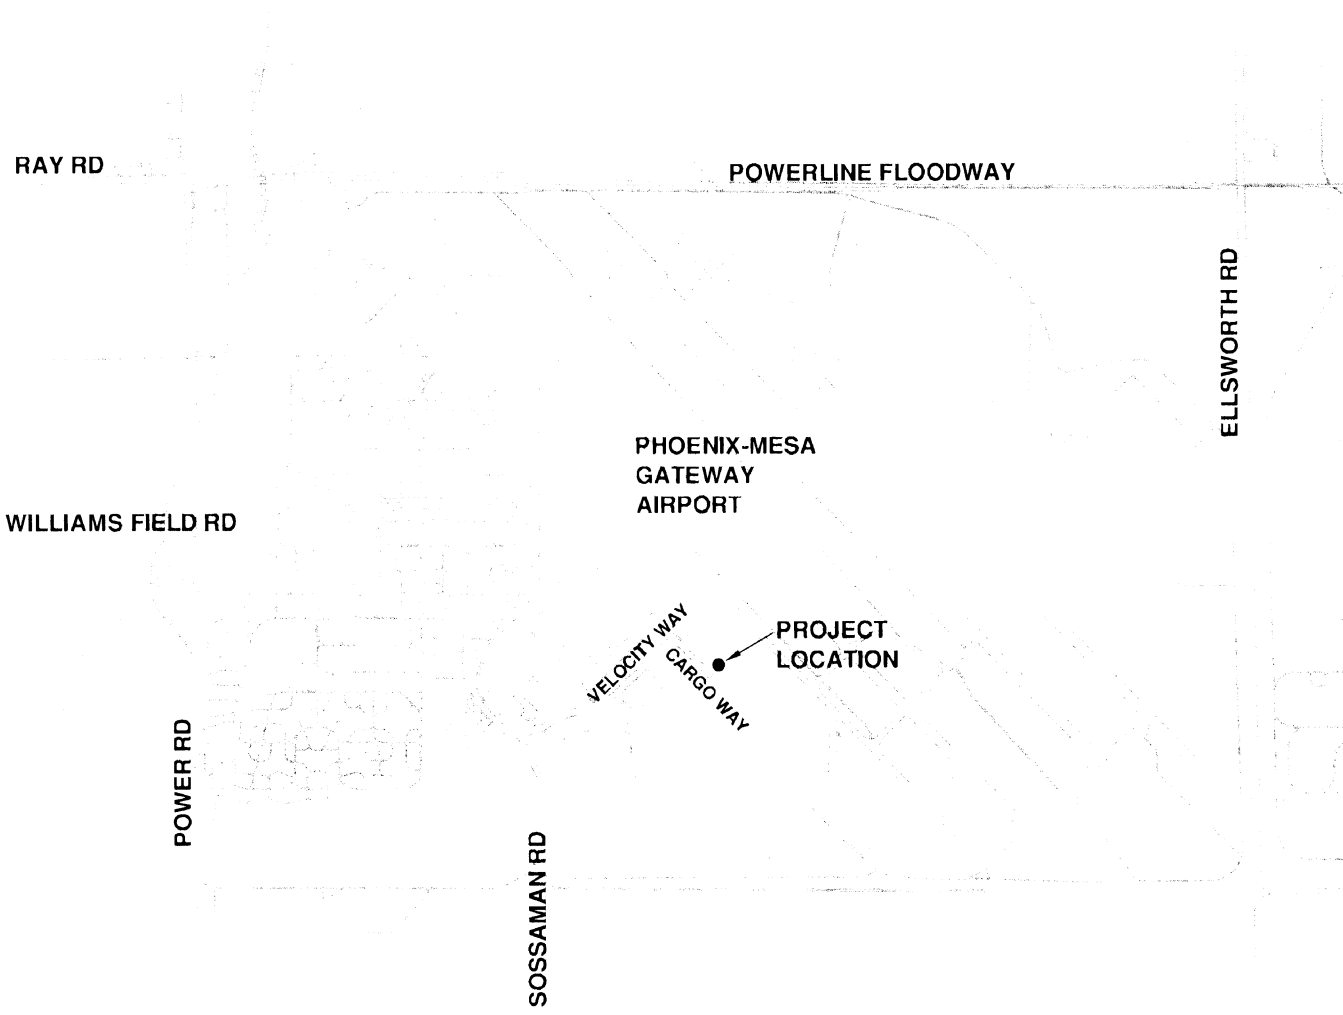 RAY RD
POWERLINE FLOODWAY
ELLSWORTH RD
PHOENIX-MESA
GATEWAY
AIRPORT
WILLIAMS FIELD RD
VELOCITY WAY
CARGO WAY
PROJECT
LOCATION
POWER RD
SOSSAMAN RD